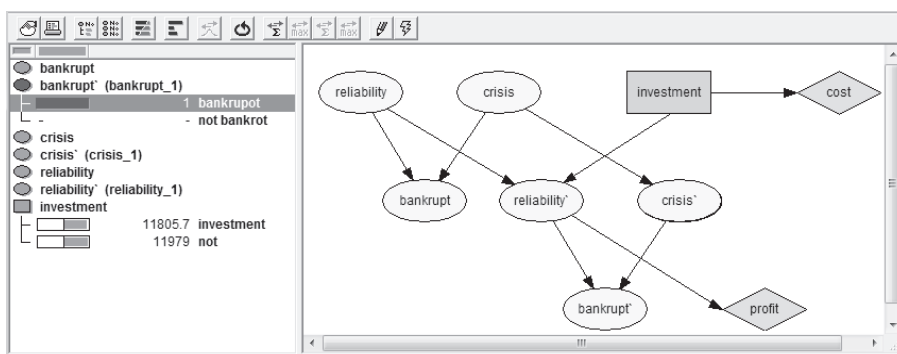 bankrupt
bankrupt` (bankrupt_1)
1 bankrupot
- - not bankrot
crisis
crisis` (crisis_1)
reliability
reliability` (reliability_1)
investment
11805.7 investment
11979 not
reliability crisis investment cost
bankrupt reliability` crisis`
bankrupt` profit